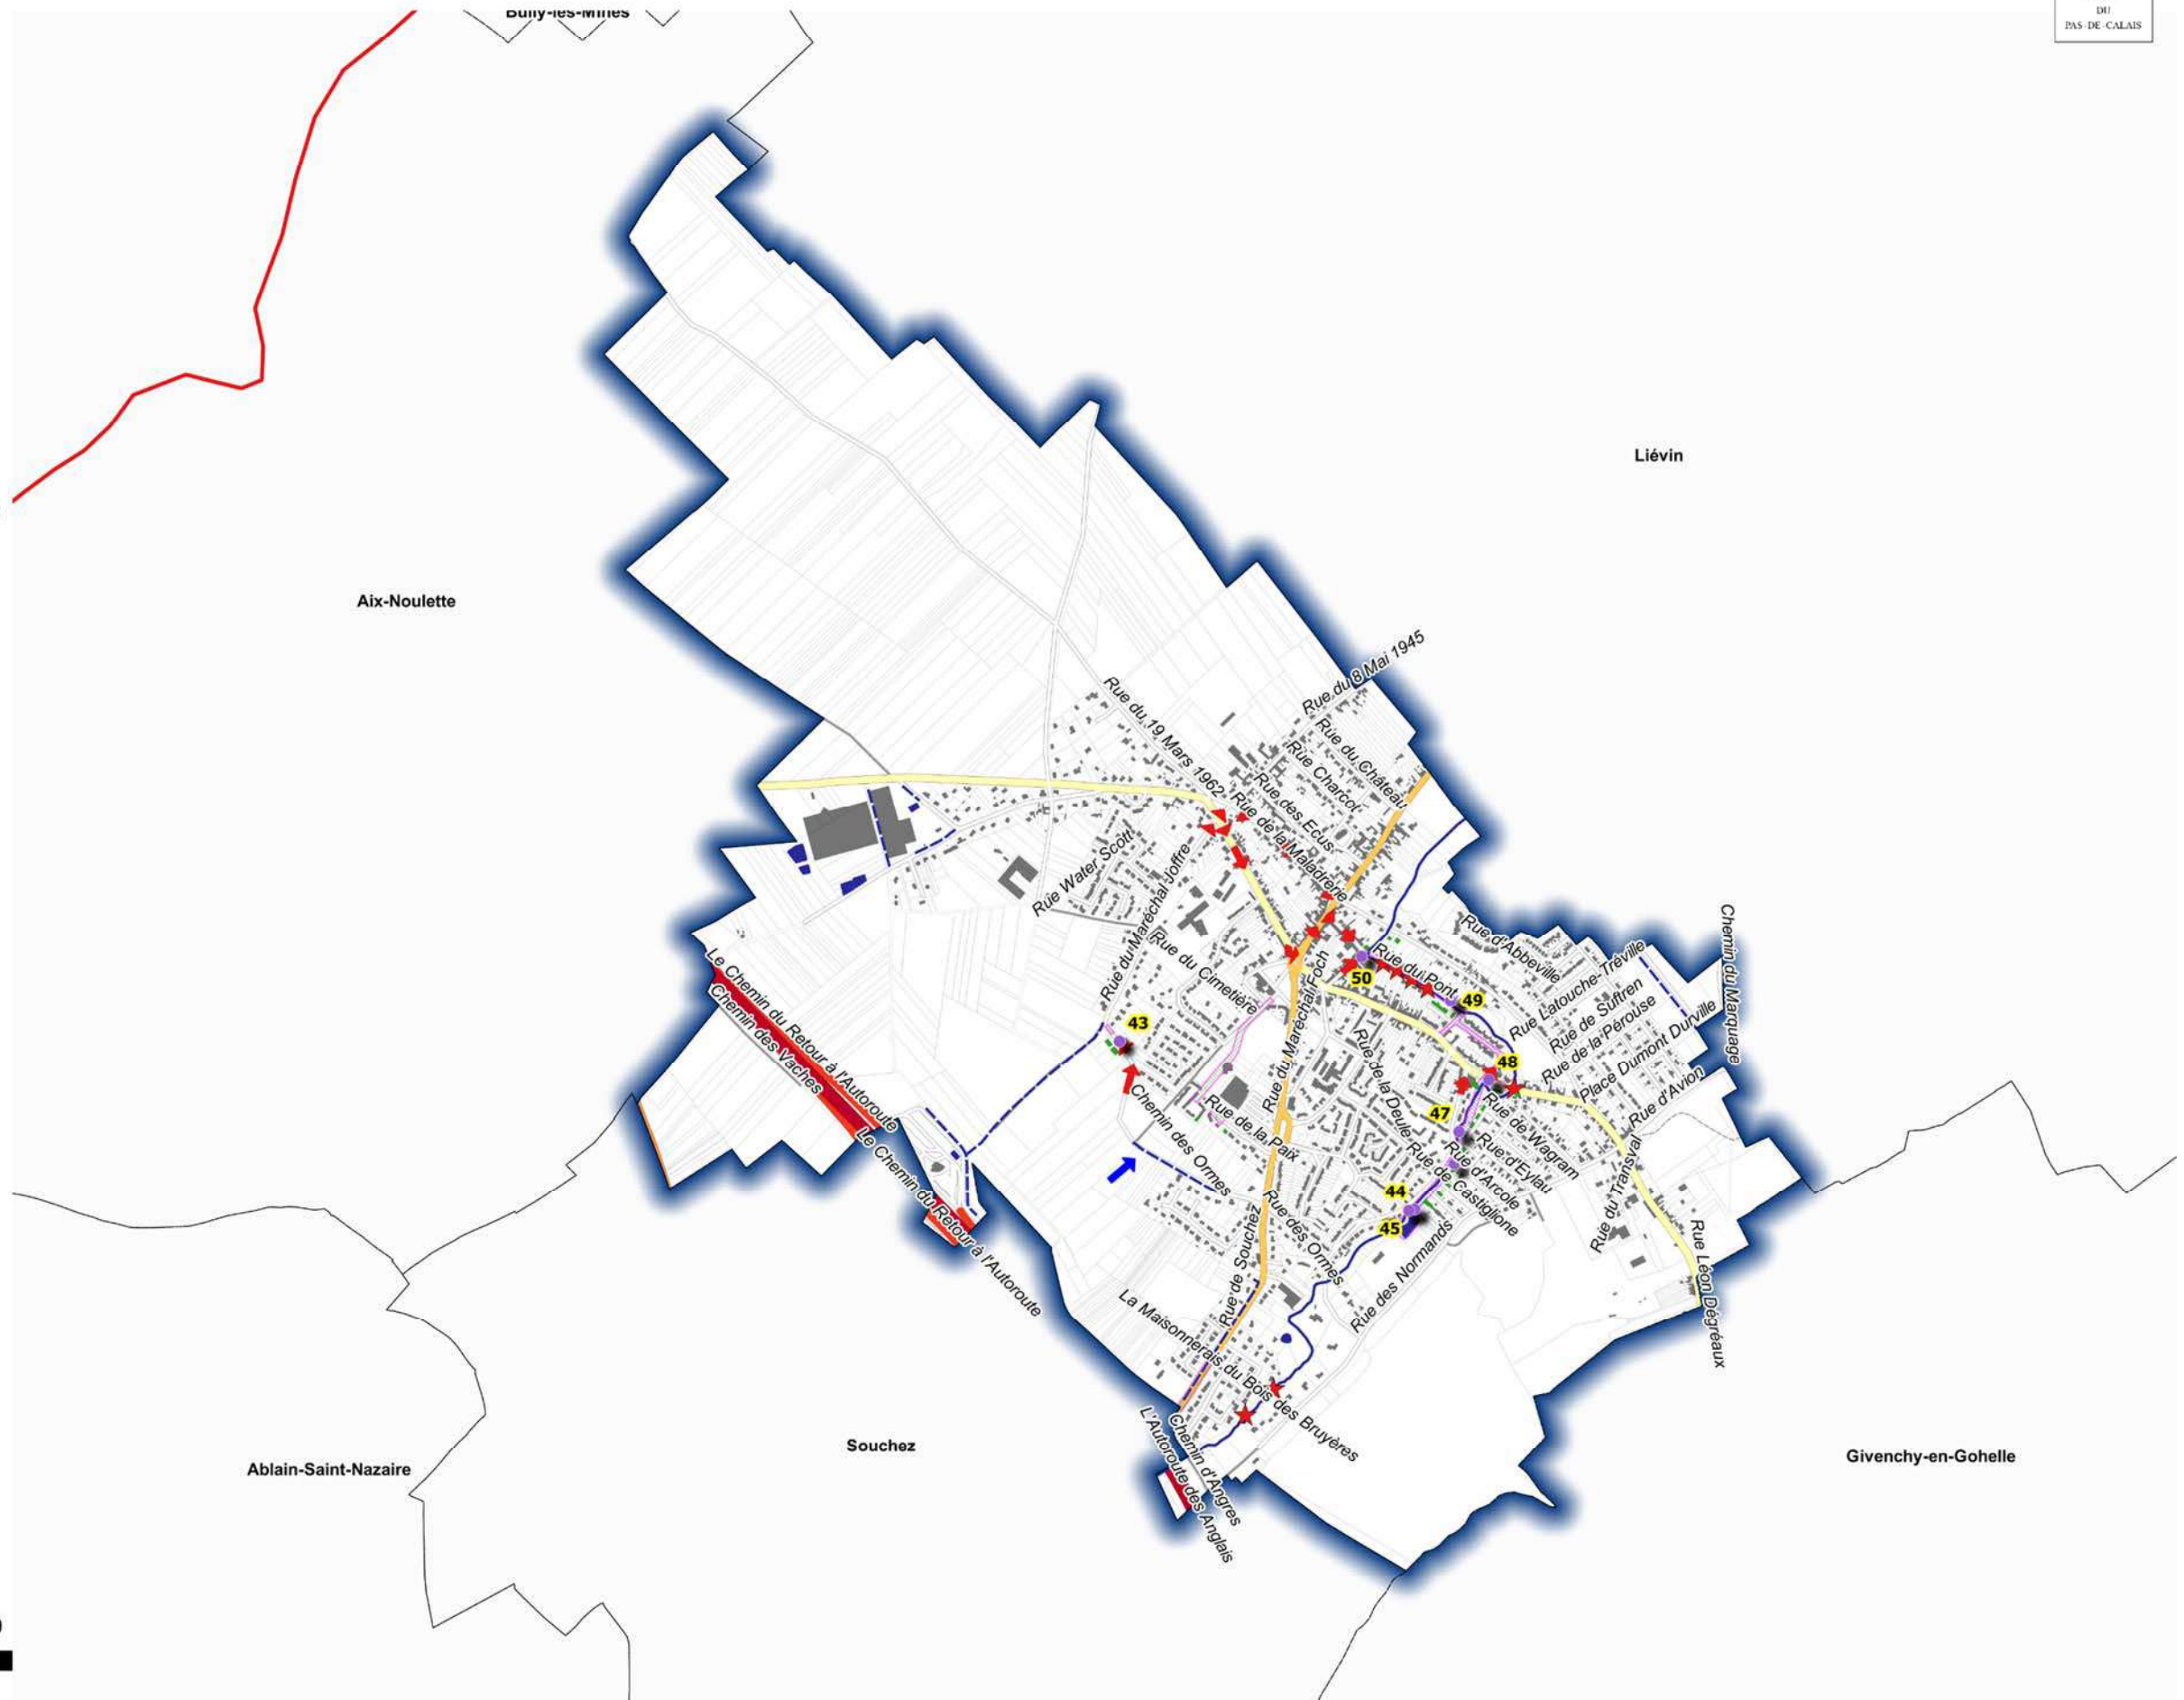 Bully-les-Mines
DU
PAS-DE-CALAIS
Liévin
Aix-Noulette
Rue du 8 Mai 1945
Rue du 19 Mars 1962
Rue du Château
Rue Charcot
Rue des Ecus
Rue de la Maladrerie
Rue Water Scott
Rue du Maréchal Joffre
Rue du Cimetière
Rue du Maréchal Foch
Rue du Pont
50
49
48
43
47
44
45
Rue d'Abbeville
Rue Latouche-Tréville
Rue de Suffren
Rue de la Pérouse
Place Dumont Durville
Chemin du Marquage
Rue d'Avion
Le Chemin du Retour à l'Autoroute
Chemin des Vaches
Le Chemin du Retour à l'Autoroute
Chemin des Ormes
Rue de la Paix
Rue de la Deule
Rue de Wagram
Rue d'Eylau
Rue d'Arcole
Rue de Castiglione
Rue du Transval
Rue Léon Dégréaux
Rue de Souchez
Rue des Ormes
Rue des Normands
La Maisonnerais du Bois des Bruyères
Chemin d'Angres
L'Autoroute des Anglais
Souchez
Ablain-Saint-Nazaire
Givenchy-en-Gohelle